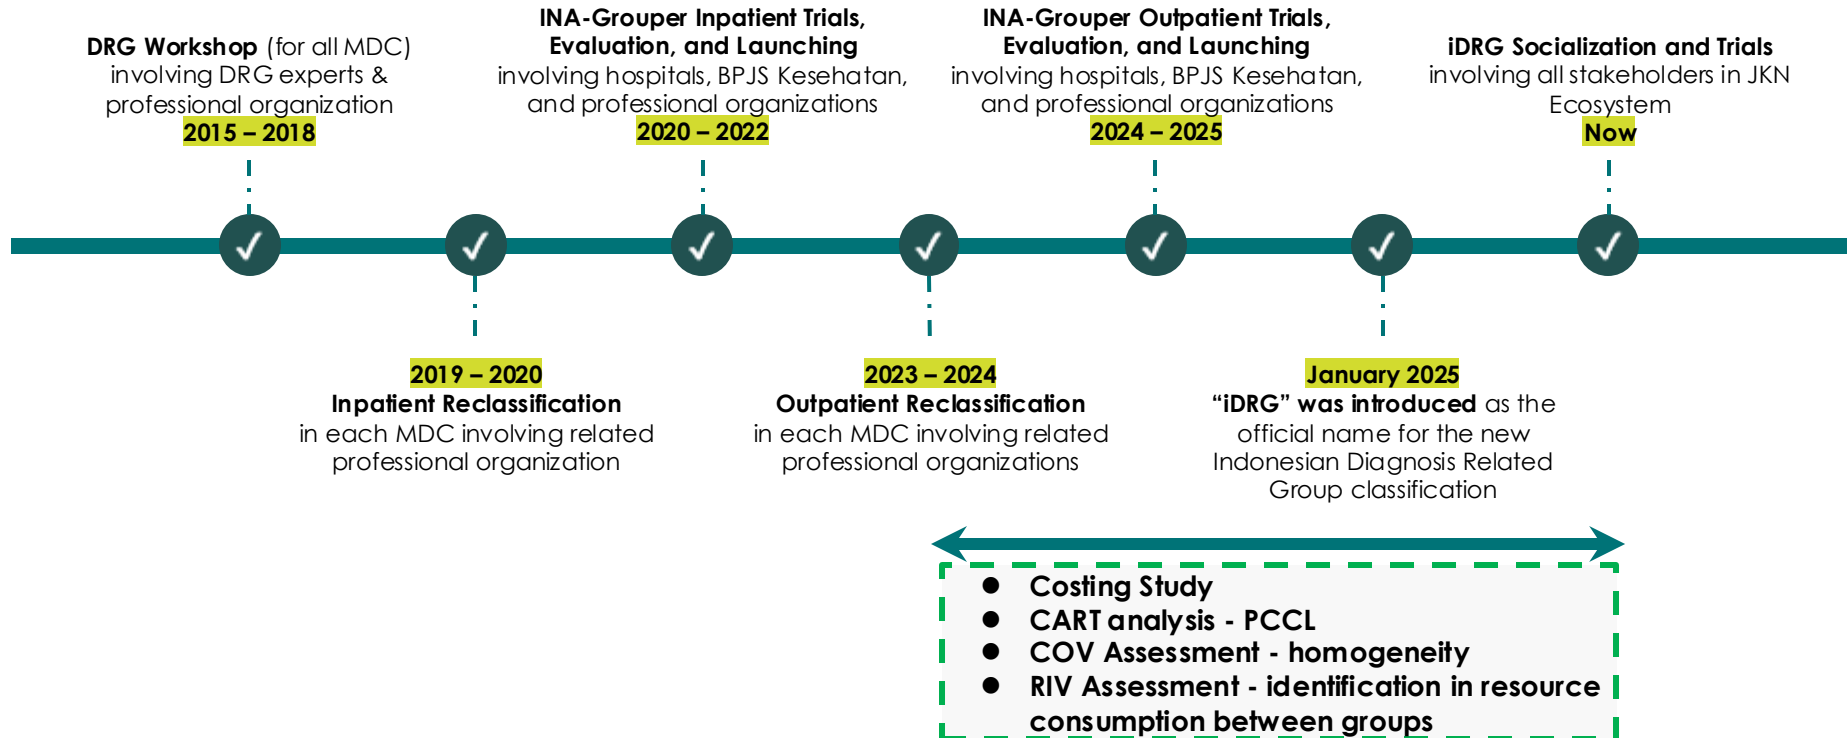 DRG Workshop (for all MDC)
involving DRG experts &
professional organization
2015 – 2018
INA-Grouper Inpatient Trials,
Evaluation, and Launching
involving hospitals, BPJS Kesehatan,
and professional organizations
2020 – 2022
INA-Grouper Outpatient Trials,
Evaluation, and Launching
involving hospitals, BPJS Kesehatan,
and professional organizations
2024 – 2025
iDRG Socialization and Trials
involving all stakeholders in JKN
Ecosystem
Now
2019 – 2020
Inpatient Reclassification
in each MDC involving related
professional organization
2023 – 2024
Outpatient Reclassification
in each MDC involving related
professional organizations
January 2025
“iDRG” was introduced as the
official name for the new
Indonesian Diagnosis Related
Group classification
● Costing Study
● CART analysis - PCCL
● COV Assessment - homogeneity
● RIV Assessment - identification in resource
consumption between groups